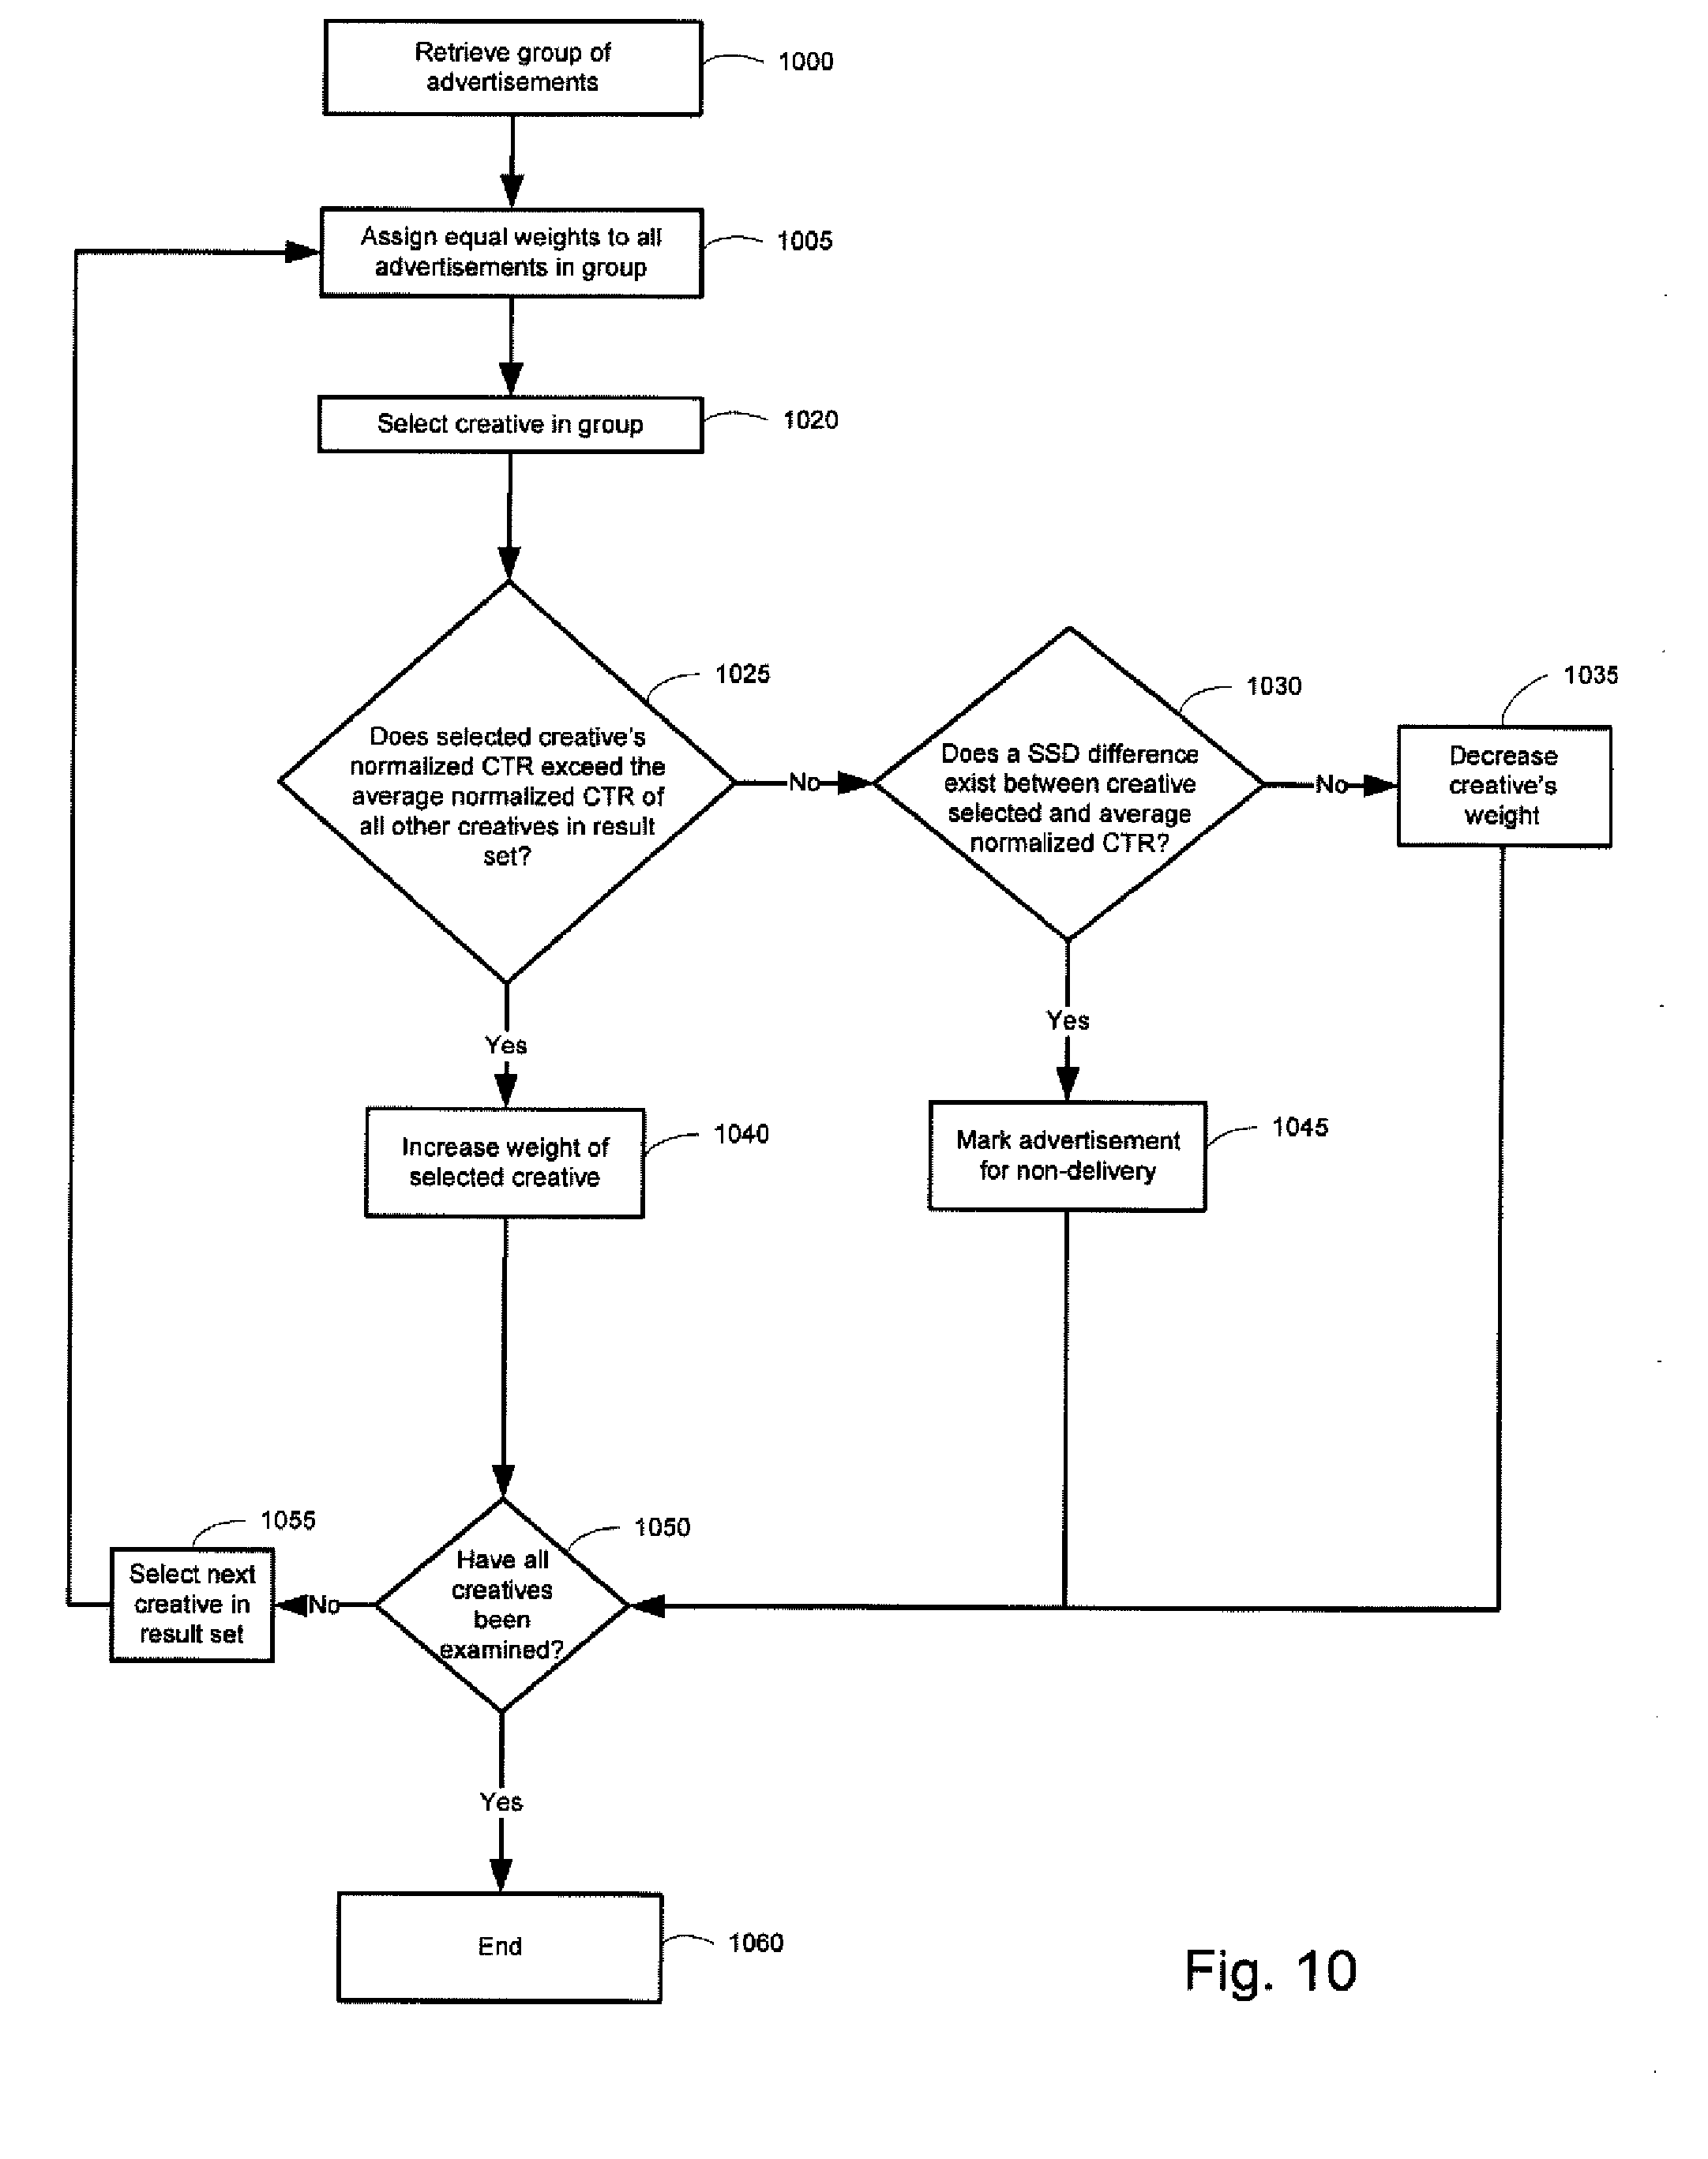 Retrieve group of
advertisements
1000
Assign equal weights to all
advertisements in group
1005
Select creative in group
1020
1025
Does selected creative's
normalized CTR exceed the
average normalized CTR of
all other creatives in result
set?
No
1030
Does a SSD difference
exist between creative
selected and average
normalized CTR?
No
1035
Decrease
creative's
weight
Yes
Yes
Increase weight of
selected creative
1040
Mark advertisement
for non-delivery
1045
1055
Select next
creative in
result set
No
1050
Have all
creatives
been
examined?
Yes
End
1060
Fig. 10